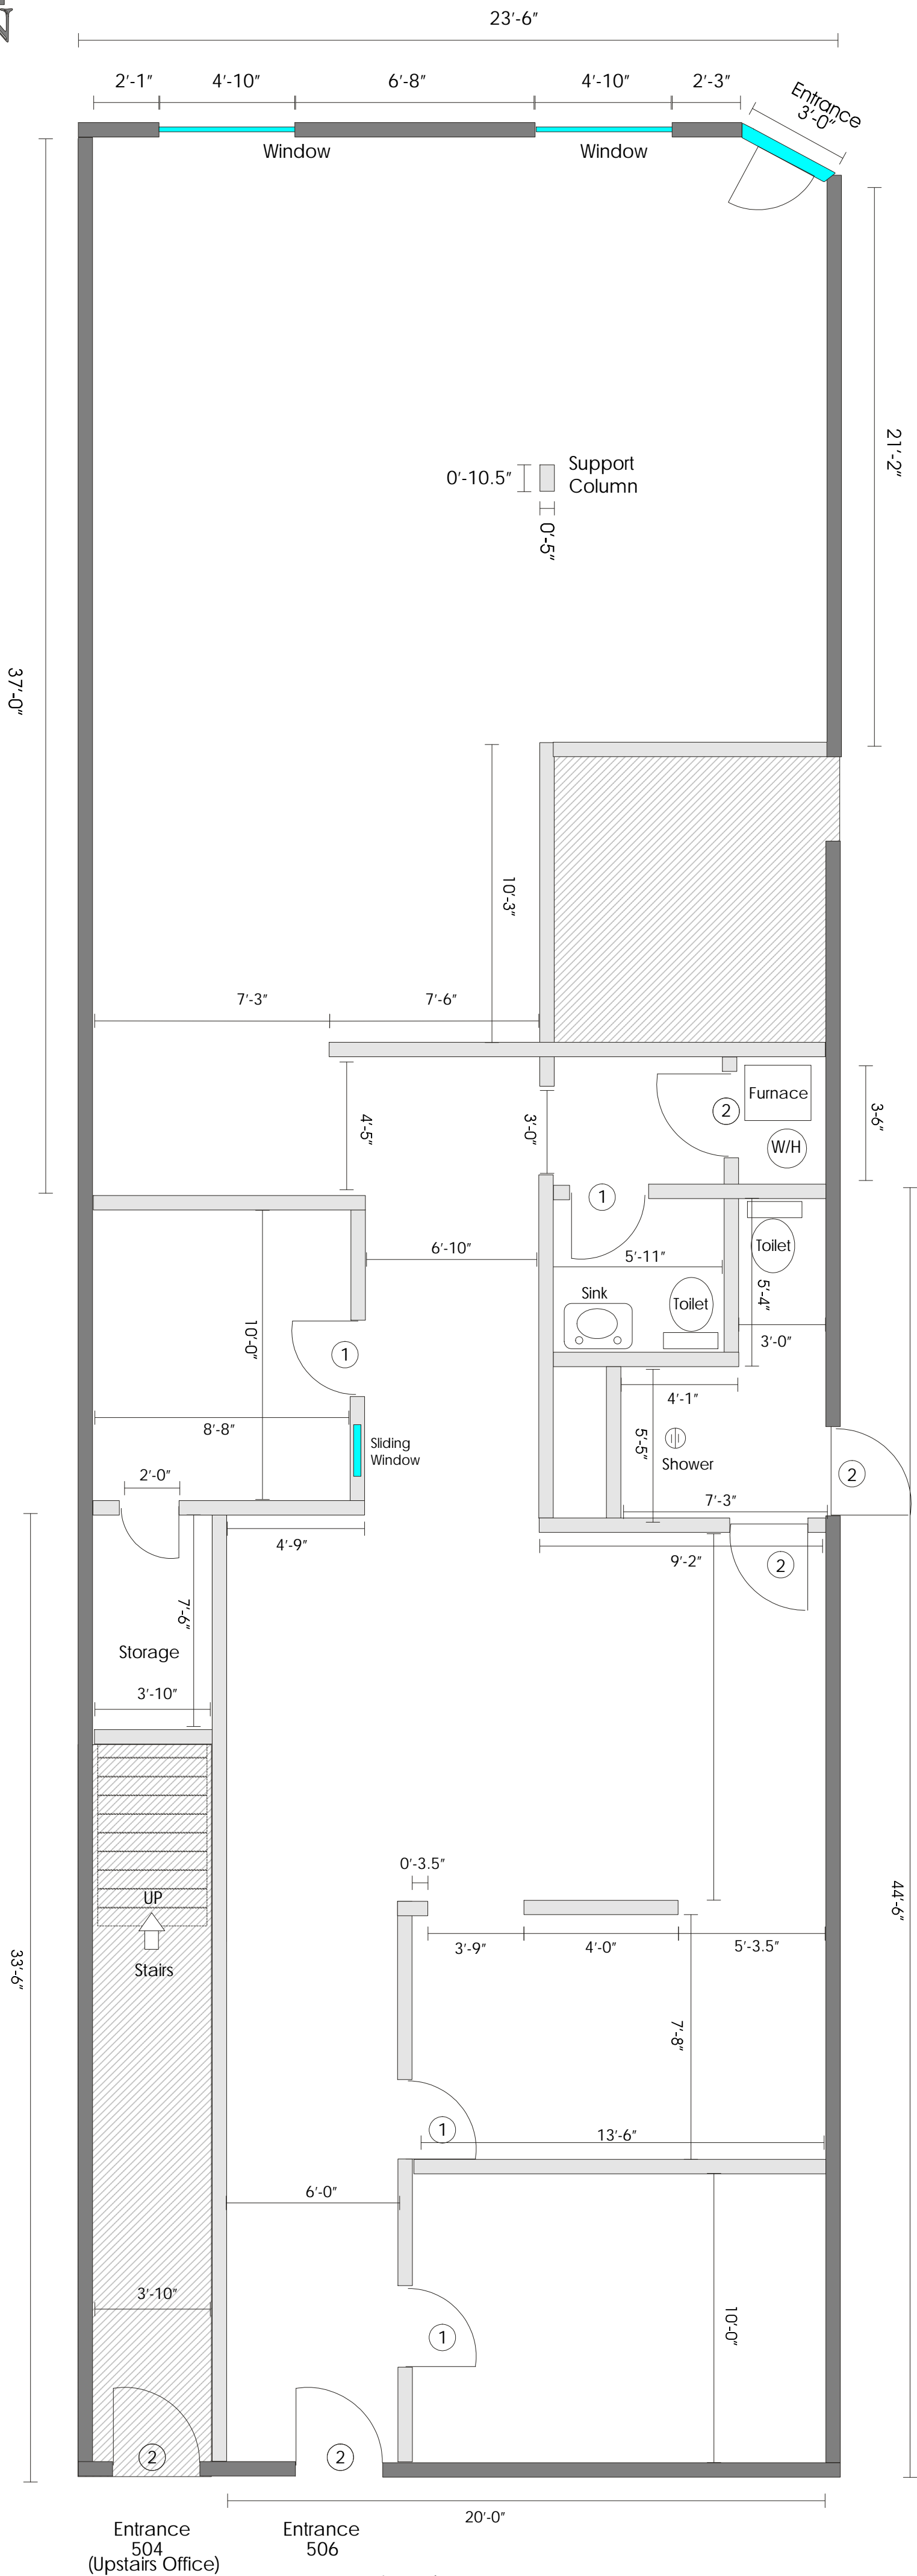 N
23'-6"
2'-1"
4'-10"
6'-8"
4'-10"
2'-3"
Entrance
3'-0"
Window
Window
21'-2"
Support
Column
0'-10.5"
0'-5"
37'-0"
10'-3"
7'-3"
7'-6"
4'-5"
3'-0"
2
Furnace
W/H
3-6"
1
6'-10"
5'-11"
Toilet
Sink
Toilet
5'-4"
3'-0"
10'-0"
1
4'-1"
8'-8"
Sliding
Window
5'-5"
Shower
2'-0"
7'-3"
2
4'-9"
9'-2"
2
7'-6"
Storage
3'-10"
0'-3.5"
UP
Stairs
3'-9"
4'-0"
5'-3.5"
44'-6"
33'-6"
7'-8"
1
13'-6"
6'-0"
3'-10"
1
10'-0"
2
2
20'-0"
Entrance
504
(Upstairs Office)
Entrance
506